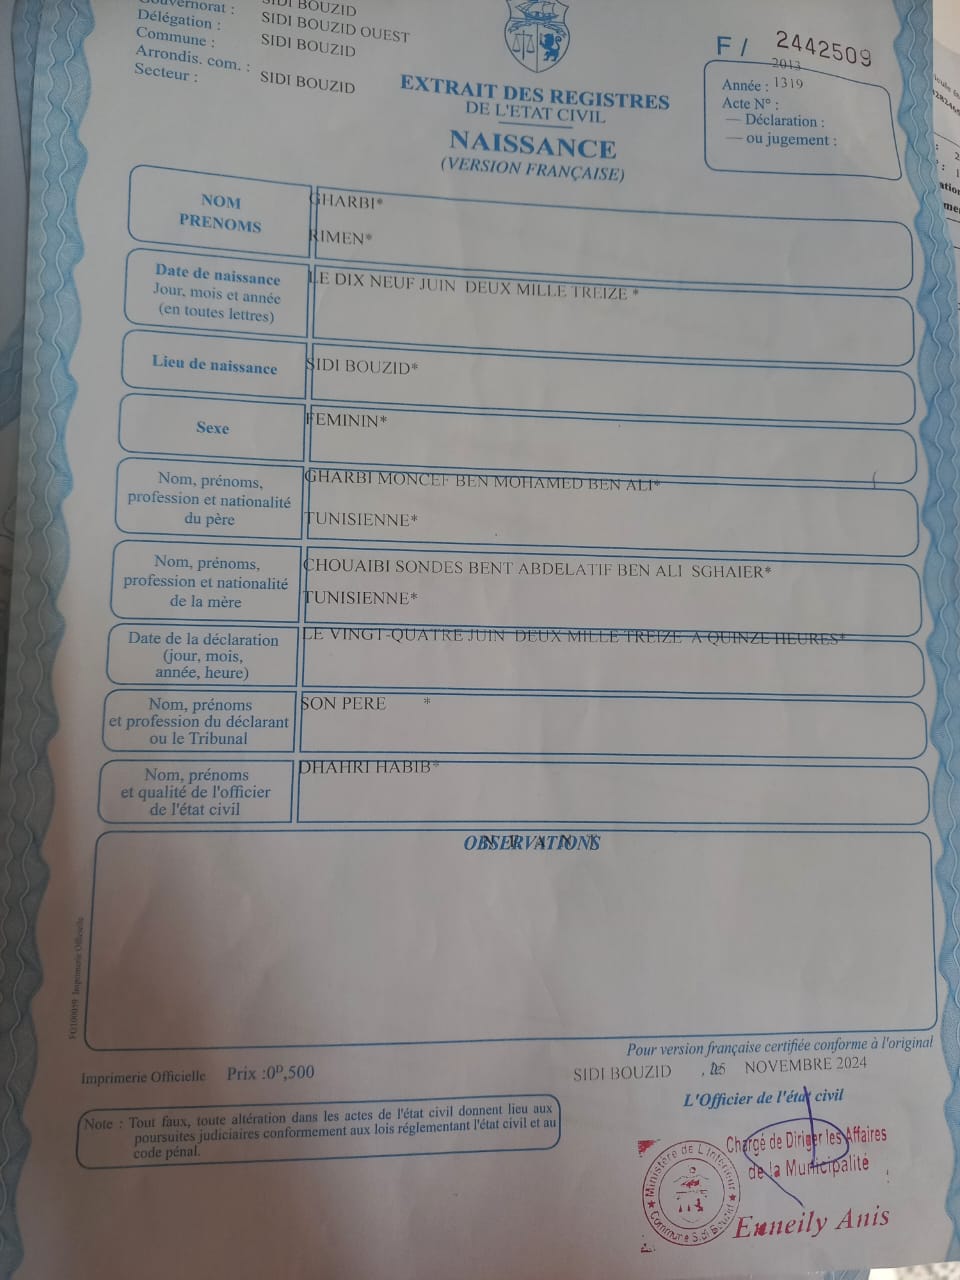 Gouvernorat : SIDI BOUZID
Délégation : SIDI BOUZID OUEST
Commune : SIDI BOUZID
Arrondis. com. :
Secteur : SIDI BOUZID
F / 2442509
2013
Année : 1319
Acte N° :
— Déclaration :
— ou jugement :
EXTRAIT DES REGISTRES
DE L'ETAT CIVIL
NAISSANCE
(VERSION FRANÇAISE)
NOM
PRENOMS
GHARBI*
RIMEN*
Date de naissance
Jour, mois et année
(en toutes lettres)
LE DIX NEUF JUIN DEUX MILLE TREIZE *
Lieu de naissance
SIDI BOUZID*
Sexe
FEMININ*
Nom, prénoms,
profession et nationalité
du père
GHARBI MONCEF BEN MOHAMED BEN ALI*
TUNISIENNE*
Nom, prénoms,
profession et nationalité
de la mère
CHOUAIBI SONDES BENT ABDELATIF BEN ALI SGHAIER*
TUNISIENNE*
Date de la déclaration
(jour, mois,
année, heure)
LE VINGT-QUATRE JUIN DEUX MILLE TREIZE A QUINZE HEURES*
Nom, prénoms
et profession du déclarant
ou le Tribunal
SON PERE *
Nom, prénoms
et qualité de l'officier
de l'état civil
DHAHRI HABIB*
OBSERVATIONS
FG100059 Imprimerie Officielle
Pour version française certifiée conforme à l'original
SIDI BOUZID , NOVEMBRE 2024
Imprimerie Officielle Prix :0ᴰ,500
L'Officier de l'état civil
Note : Tout faux, toute altération dans les actes de l'état civil donnent lieu aux
poursuites judiciaires conformement aux lois réglementant l'état civil et au
code pénal.
Chargé de Diriger les Affaires
de la Municipalité
Ministère de L'Intérieur
Commune Sidi Bouzid
Enneily Anis